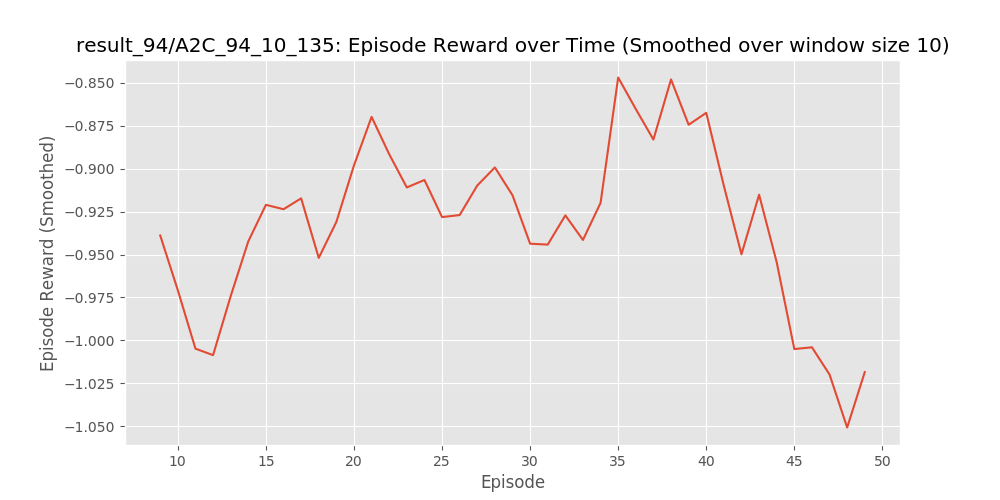 result_94/A2C_94_10_135: Episode Reward over Time (Smoothed over window size 10)
Episode Reward (Smoothed)
−0.850
−0.875
−0.900
−0.925
−0.950
−0.975
−1.000
−1.025
−1.050
10 15 20 25 30 35 40 45 50
Episode